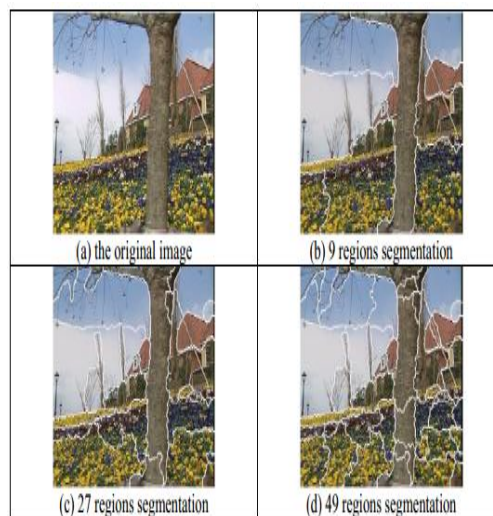 (a) the original image
(b) 9 regions segmentation
(c) 27 regions segmentation
(d) 49 regions segmentation